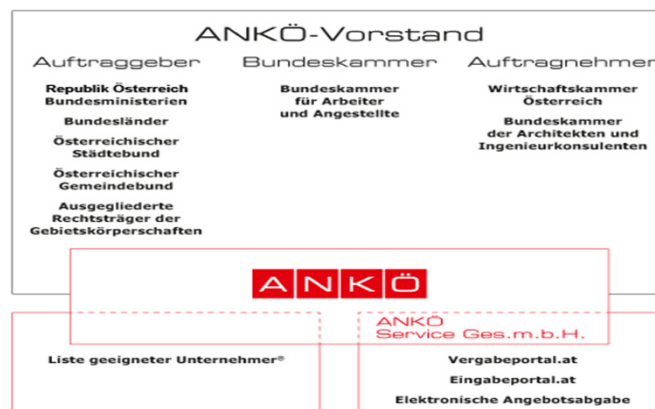 ANKÖ-Vorstand
Auftraggeber
Republik Österreich
Bundesministerien
Bundesländer
Österreichischer
Städtebund
Österreichischer
Gemeindebund
Ausgegliederte
Rechtsträger der
Gebietskörperschaften
Bundeskammer
Bundeskammer
für Arbeiter
und Angestellte
Auftragnehmer
Wirtschaftskammer
Österreich
Bundeskammer
der Architekten und
Ingenieurkonsulenten
ANKÖ
ANKÖ
Service Ges.m.b.H.
Liste geeigneter Unternehmer®
Vergabeportal.at
Eingabeportal.at
Elektronische Angebotsabgabe